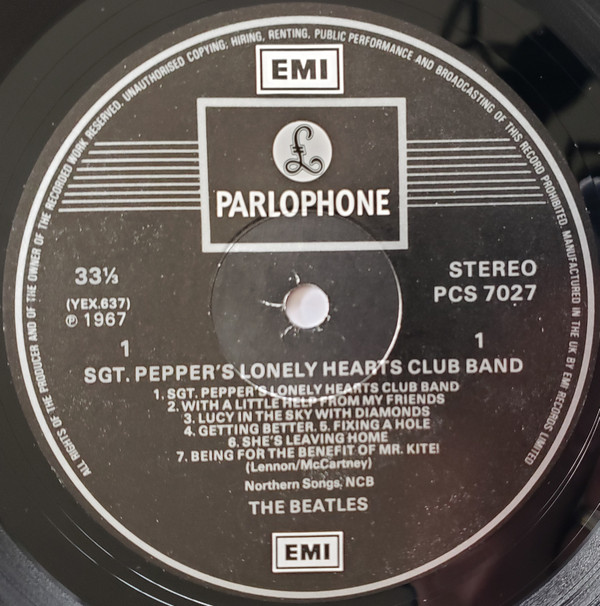 ALL RIGHTS OF THE PRODUCER AND OF THE OWNER OF THE RECORDED WORK RESERVED. UNAUTHORISED COPYING, HIRING, RENTING, PUBLIC PERFORMANCE AND BROADCASTING OF THIS RECORD PROHIBITED. MANUFACTURED IN THE UK BY EMI RECORDS LIMITED
EMI
£
PARLOPHONE
33⅓
(YEX.637)
℗ 1967
1
STEREO
PCS 7027
1
SGT. PEPPER'S LONELY HEARTS CLUB BAND
1. SGT. PEPPER'S LONELY HEARTS CLUB BAND
2. WITH A LITTLE HELP FROM MY FRIENDS
3. LUCY IN THE SKY WITH DIAMONDS
4. GETTING BETTER. 5. FIXING A HOLE
6. SHE'S LEAVING HOME
7. BEING FOR THE BENEFIT OF MR. KITE!
(Lennon/McCartney)
Northern Songs, NCB
THE BEATLES
EMI